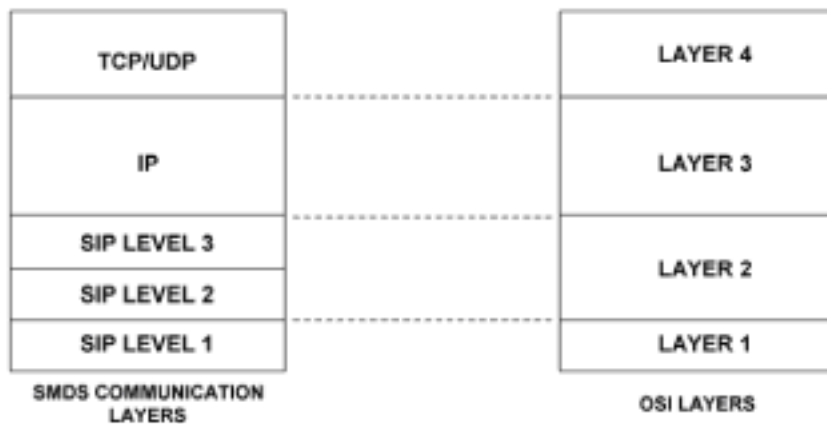 TCP/UDP
IP
SIP LEVEL 3
SIP LEVEL 2
SIP LEVEL 1
SMDS COMMUNICATION
LAYERS
LAYER 4
LAYER 3
LAYER 2
LAYER 1
OSI LAYERS